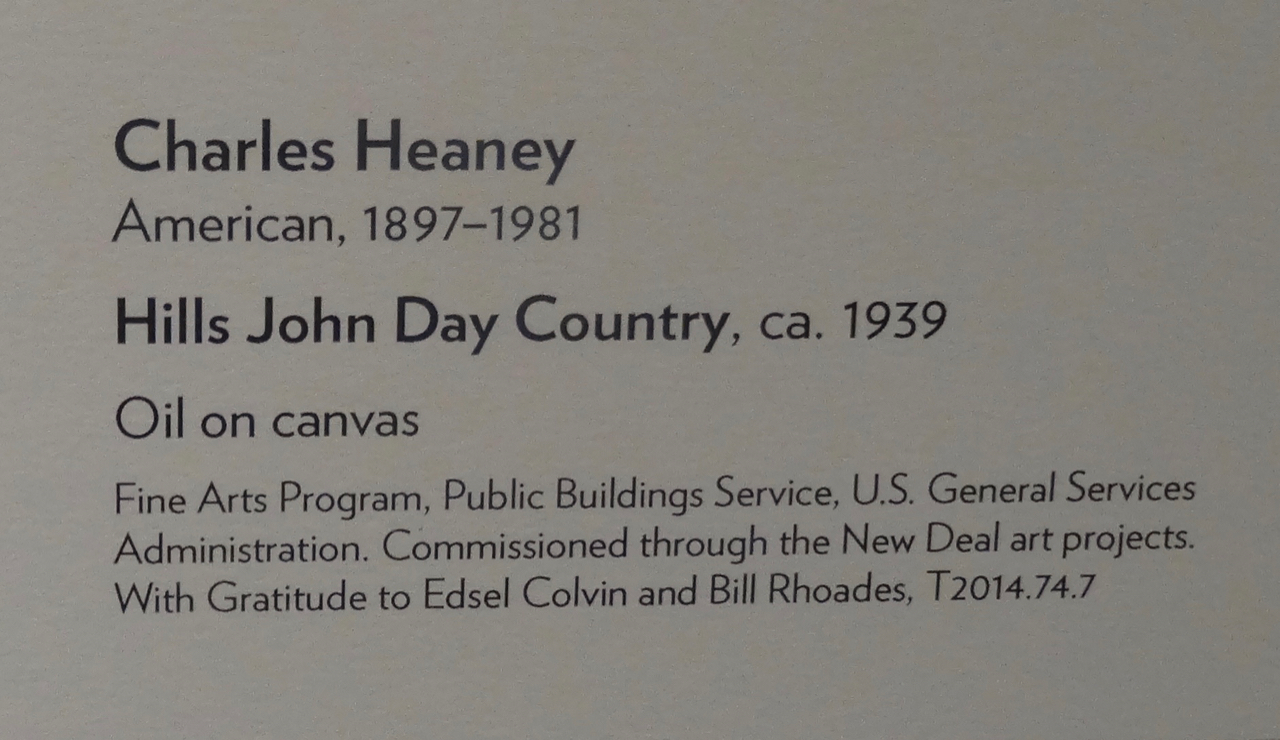 Charles Heaney
American, 1897–1981
Hills John Day Country, ca. 1939
Oil on canvas
Fine Arts Program, Public Buildings Service, U.S. General Services
Administration. Commissioned through the New Deal art projects.
With Gratitude to Edsel Colvin and Bill Rhoades, T2014.74.7